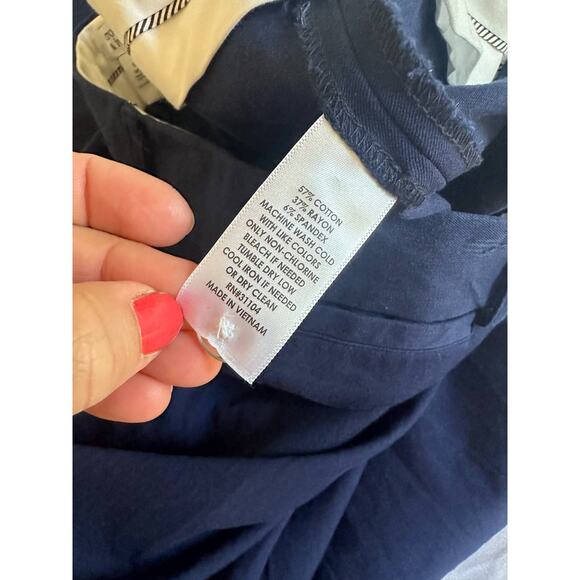 57% COTTON
37% RAYON
6% SPANDEX
MACHINE WASH COLD
WITH LIKE COLORS
ONLY NON-CHLORINE
BLEACH IF NEEDED
TUMBLE DRY LOW
COOL IRON IF NEEDED
OR DRY CLEAN
RN#31104
MADE IN VIETNAM